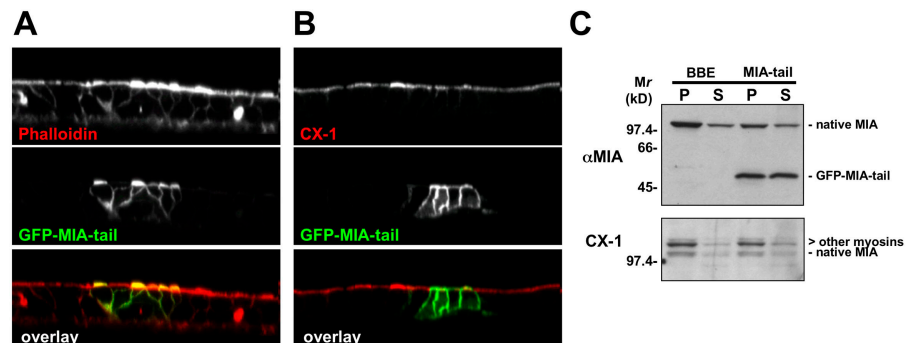 A
Phalloidin
GFP-MIA-tail
overlay
B
CX-1
GFP-MIA-tail
overlay
C
Mr
(kD)
BBE MIA-tail
P S P S
αMIA
97.4-
66-
45-
- native MIA
- GFP-MIA-tail
CX-1
97.4-
> other myosins
- native MIA